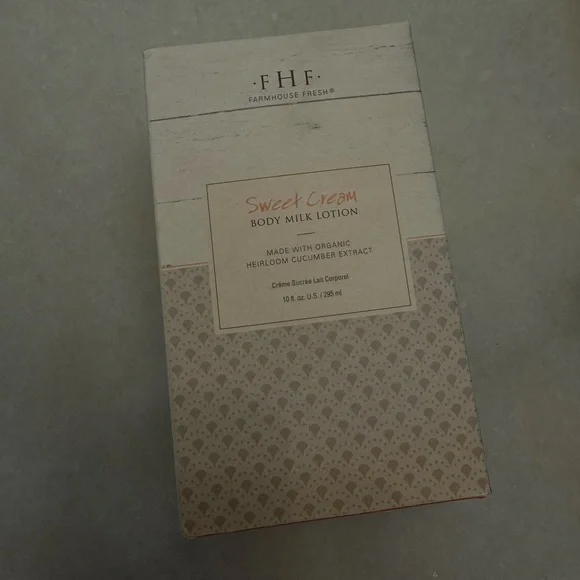 ·FHF·
FARMHOUSE FRESH®
Sweet Cream
BODY MILK LOTION
MADE WITH ORGANIC
HEIRLOOM CUCUMBER EXTRACT
Crème Sucrée Lait Corporel
10 fl. oz. U.S. / 295 ml